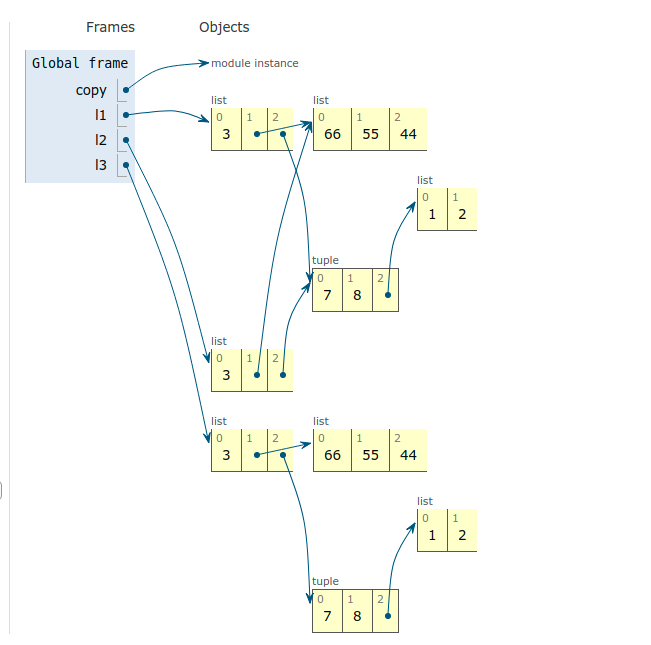 Frames Objects
Global frame
module instance
copy
list list
0 1 2 0 1 2
l1
3 66 55 44
l2
l3
list
0 1
1 2
tuple
0 1 2
7 8
list
0 1 2
3
list list
0 1 2 0 1 2
3 66 55 44
list
0 1
1 2
tuple
0 1 2
7 8